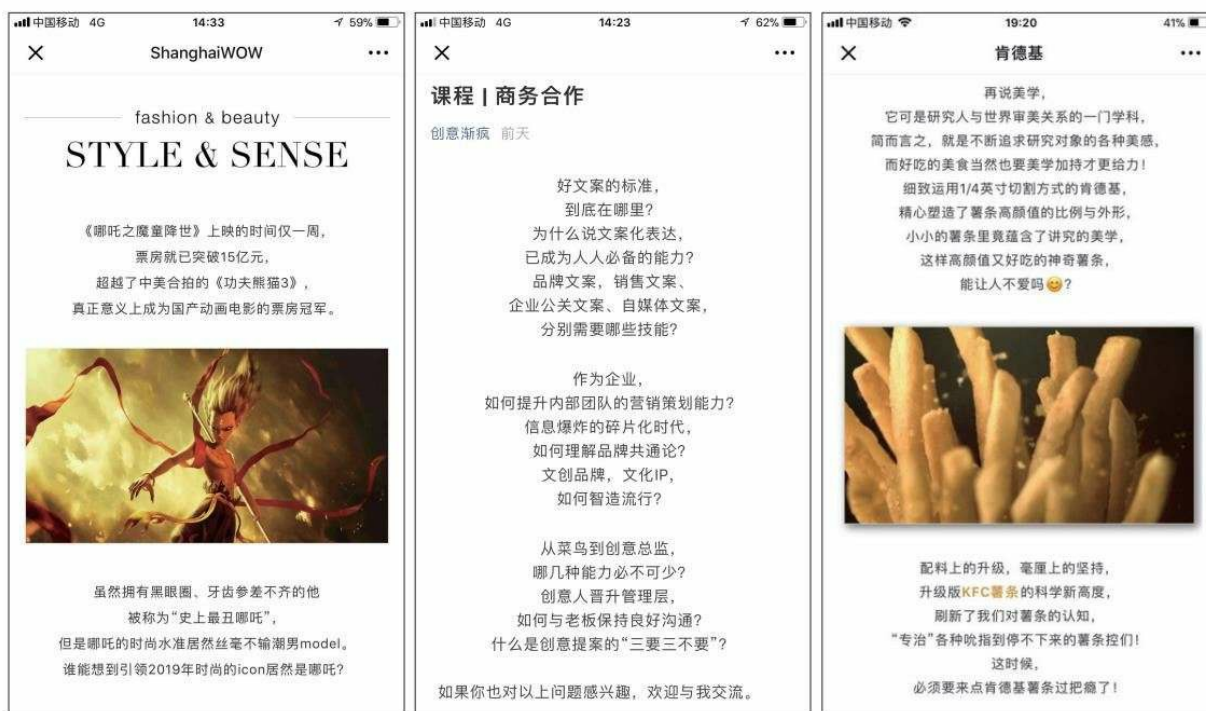 中国移动 4G 14:33 59%
ShanghaiWOW
fashion & beauty
STYLE & SENSE
《哪吒之魔童降世》上映的时间仅一周，
票房就已突破15亿元，
超越了中美合拍的《功夫熊猫3》，
真正意义上成为国产动画电影的票房冠军。
虽然拥有黑眼圈、牙齿参差不齐的他
被称为“史上最丑哪吒”，
但是哪吒的时尚水准居然丝毫不输潮男model。
谁能想到引领2019年时尚的icon居然是哪吒?
中国移动 4G 14:23 62%
课程 | 商务合作
创意渐疯 前天
好文案的标准，
到底在哪里?
为什么说文案化表达，
已成为人人必备的能力?
品牌文案，销售文案、
企业公关文案、自媒体文案，
分别需要哪些技能?
作为企业，
如何提升内部团队的营销策划能力?
信息爆炸的碎片化时代，
如何理解品牌共通论?
文创品牌，文化IP，
如何智造流行?
从菜鸟到创意总监，
哪几种能力必不可少?
创意人晋升管理层，
如何与老板保持良好沟通?
什么是创意提案的“三要三不要”?
如果你也对以上问题感兴趣，欢迎与我交流。
中国移动 19:20 41%
肯德基
再说美学，
它可是研究人与世界审美关系的一门学科，
简而言之，就是不断追求研究对象的各种美感，
而好吃的美食当然也要美学加持才更给力！
细致运用1/4英寸切割方式的肯德基，
精心塑造了薯条高颜值的比例与外形，
小小的薯条里竟蕴含了讲究的美学，
这样高颜值又好吃的神奇薯条，
能让人不爱吗😊?
配料上的升级，毫厘上的坚持，
升级版KFC薯条的科学新高度，
刷新了我们对薯条的认知，
“专治”各种吮指到停不下来的薯条控们！
这时候，
必须要来点肯德基薯条过把瘾了！